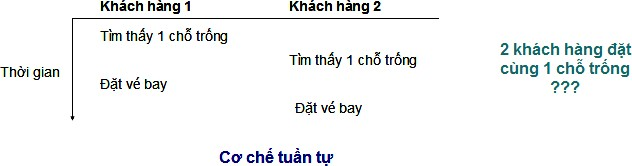 Khách hàng 1
Khách hàng 2
Tìm thấy 1 chỗ trống
Tìm thấy 1 chỗ trống
Thời gian
Đặt vé bay
Đặt vé bay
2 khách hàng đặt
cùng 1 chỗ trống
???
Cơ chế tuần tự